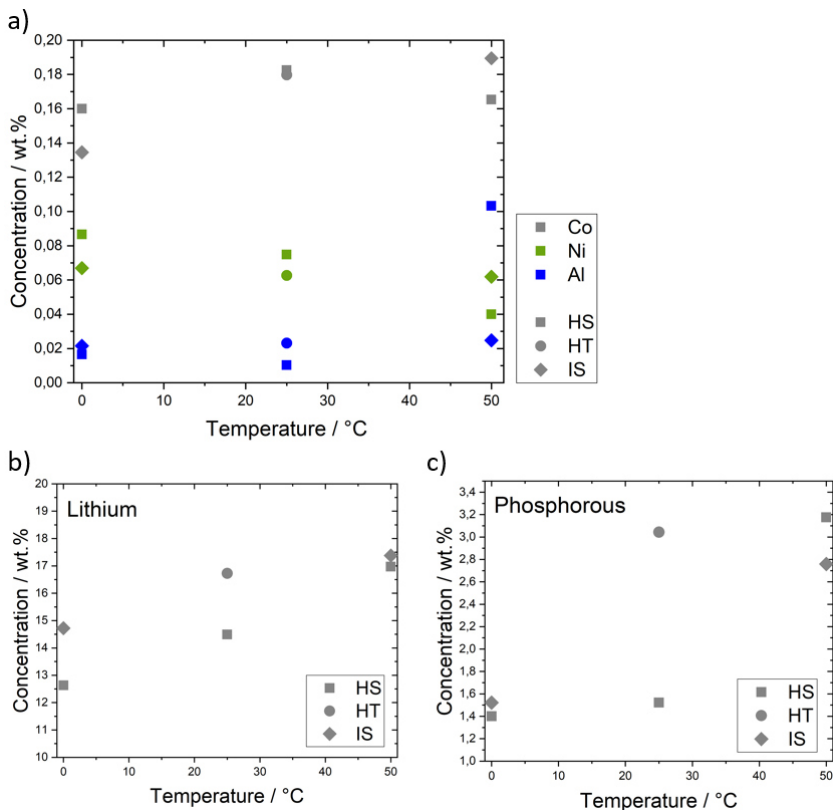 a)
0,20
0,18
0,16
0,14
0,12
0,10
0,08
0,06
0,04
0,02
0,00
Concentration / wt.%
0 10 20 30 40 50
Temperature / °C
Co
Ni
Al
HS
HT
IS
b)
20
19
18
17
16
15
14
13
12
11
10
Concentration / wt.%
Lithium
0 10 20 30 40 50
Temperature / °C
HS
HT
IS
c)
3,4
3,2
3,0
2,8
2,6
2,4
2,2
2,0
1,8
1,6
1,4
1,2
1,0
Concentration / wt.%
Phosphorous
0 10 20 30 40 50
Temperature / °C
HS
HT
IS